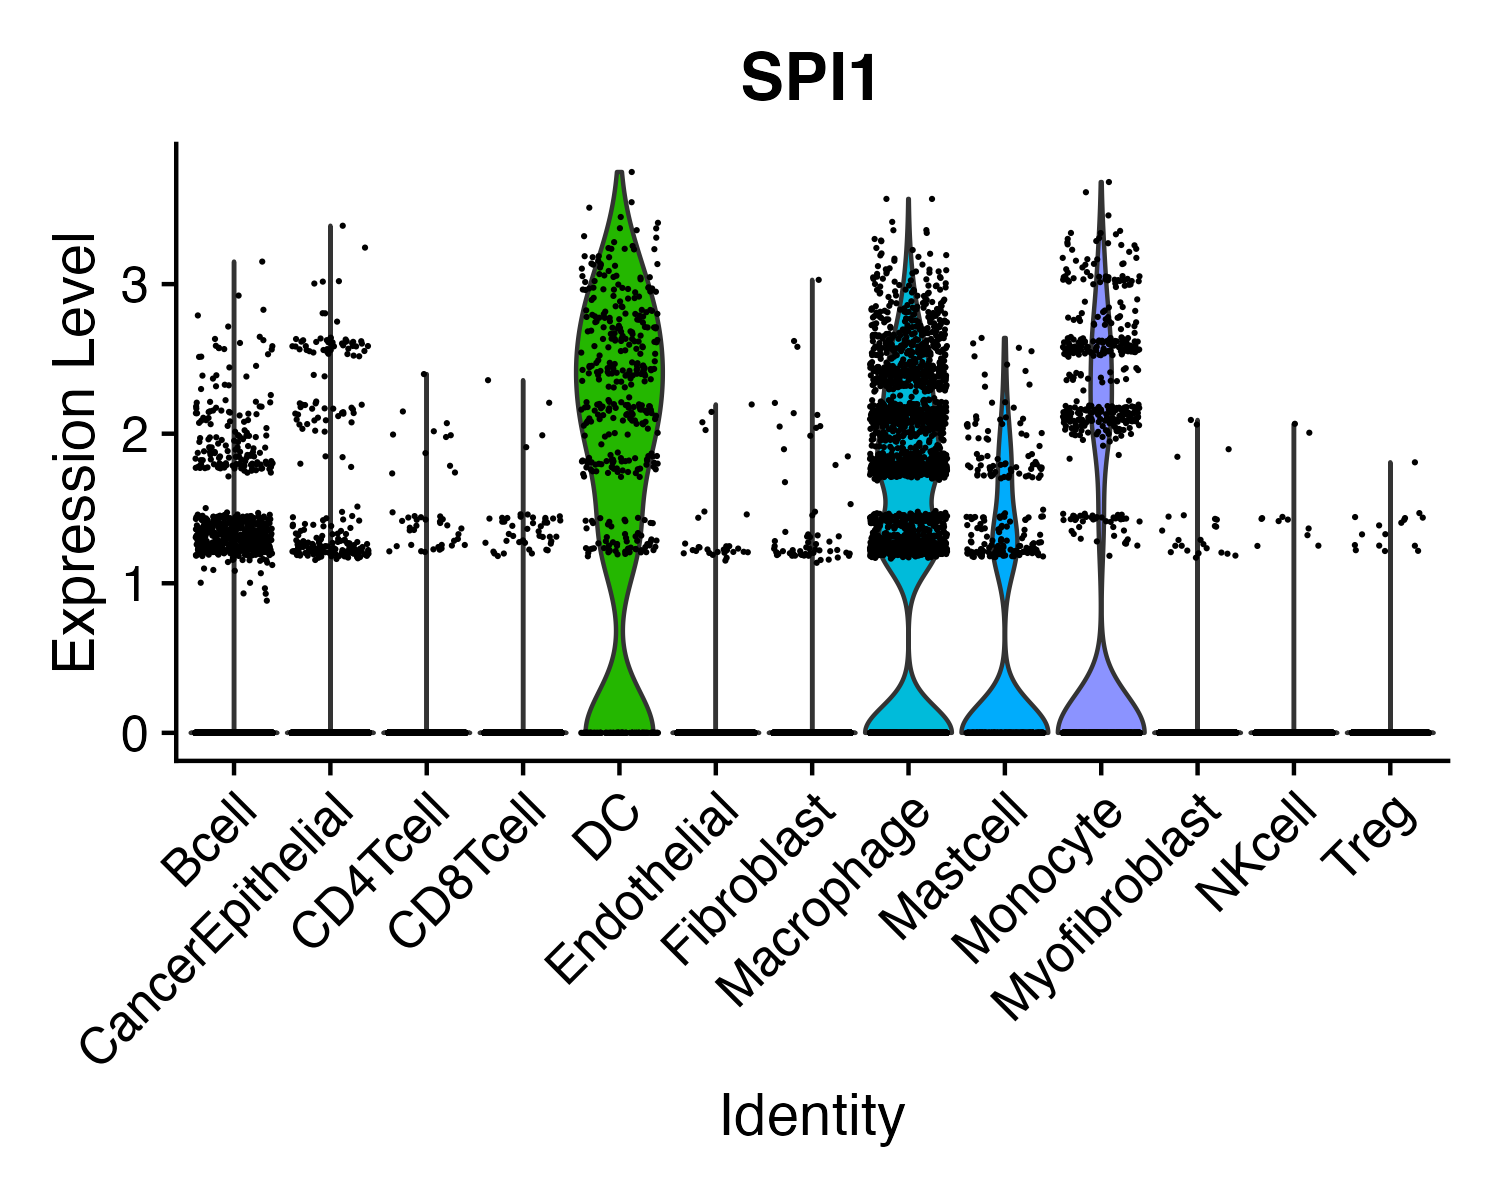 SPI1
Expression Level
3
2
1
0
Bcell
CancerEpithelial
CD4Tcell
CD8Tcell
DC
Endothelial
Fibroblast
Macrophage
Mastcell
Monocyte
Myofibroblast
NKcell
Treg
Identity